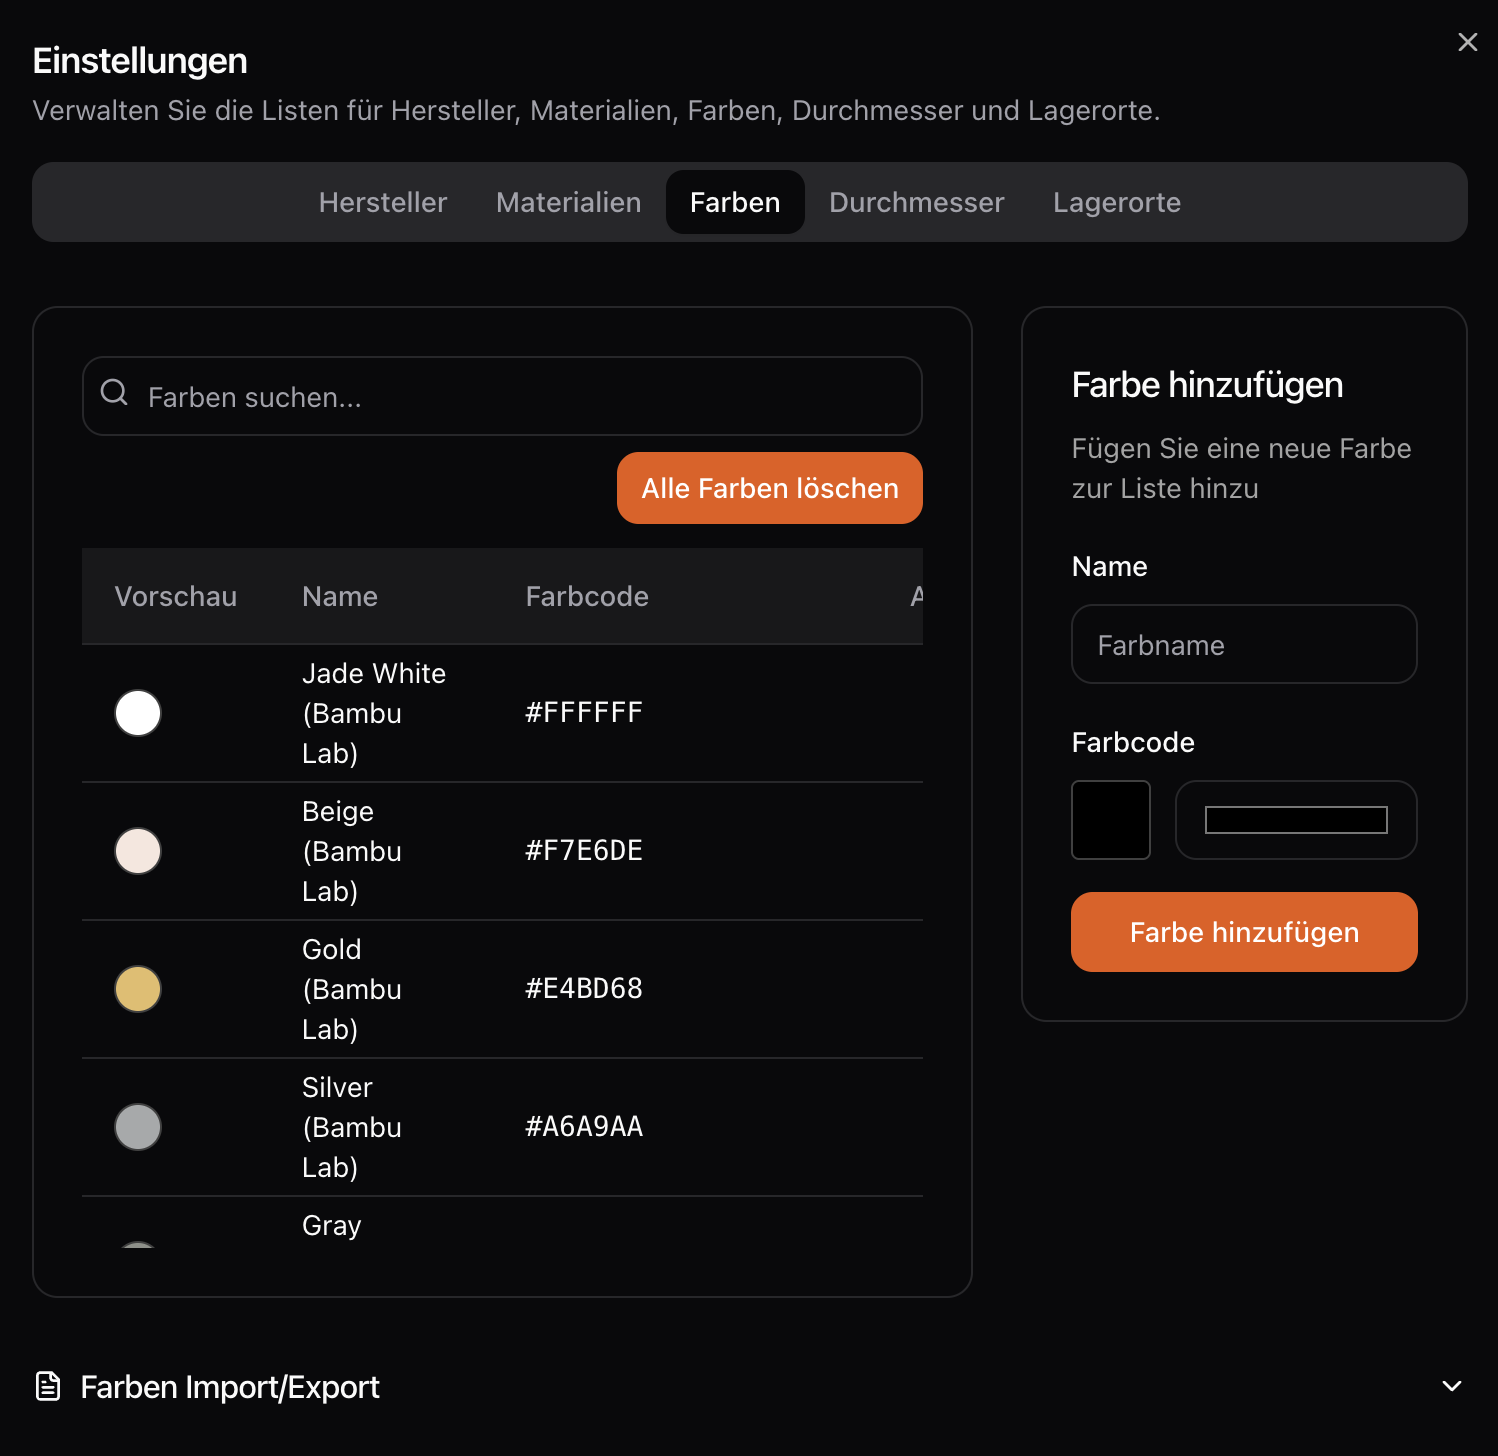 Einstellungen
Verwalten Sie die Listen für Hersteller, Materialien, Farben, Durchmesser und Lagerorte.
Hersteller Materialien Farben Durchmesser Lagerorte
Farben suchen...
Alle Farben löschen
Vorschau Name Farbcode A
Jade White
(Bambu
Lab)
#FFFFFF
Beige
(Bambu
Lab)
#F7E6DE
Gold
(Bambu
Lab)
#E4BD68
Silver
(Bambu
Lab)
#A6A9AA
Gray
Farbe hinzufügen
Fügen Sie eine neue Farbe
zur Liste hinzu
Name
Farbname
Farbcode
Farbe hinzufügen
Farben Import/Export